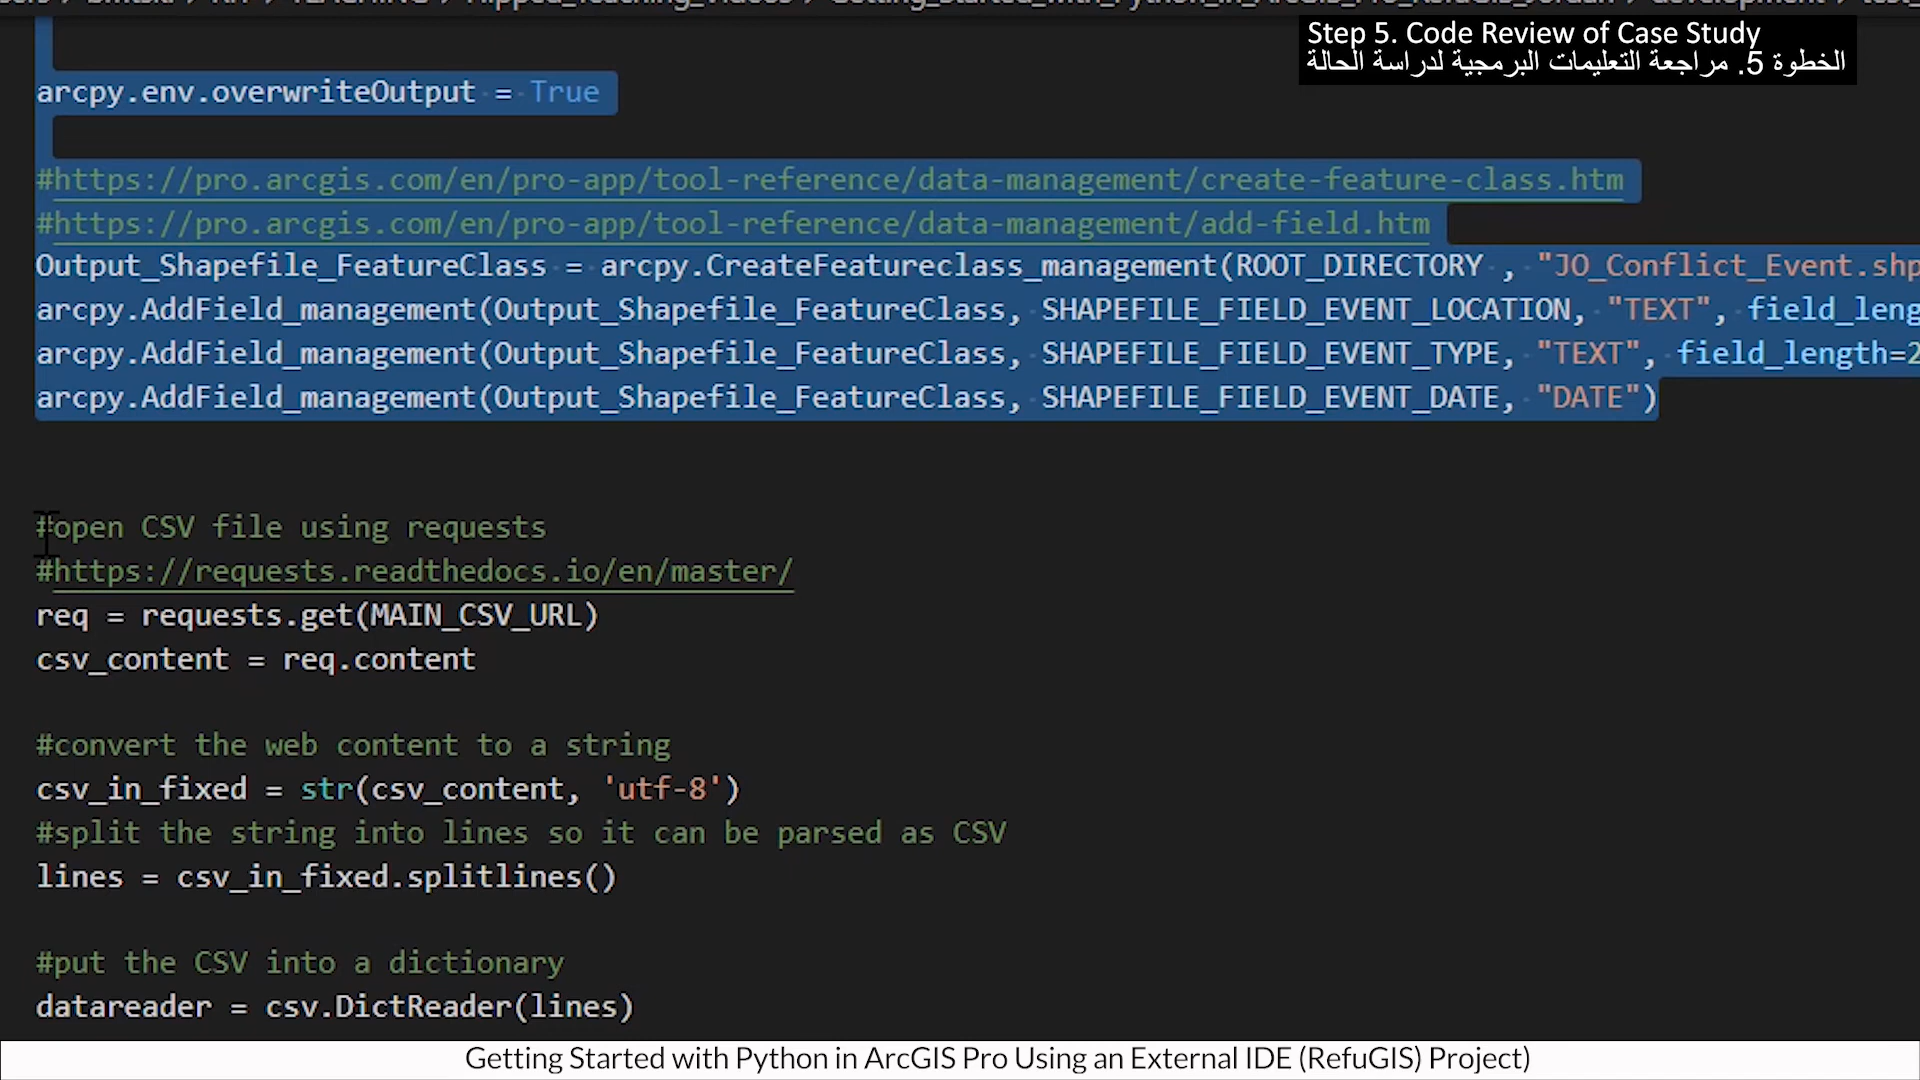 Step 5. Code Review of Case Study
الخطوة 5. مراجعة التعليمات البرمجية لدراسة الحالة
arcpy.env.overwriteOutput = True
#https://pro.arcgis.com/en/pro-app/tool-reference/data-management/create-feature-class.htm
#https://pro.arcgis.com/en/pro-app/tool-reference/data-management/add-field.htm
Output_Shapefile_FeatureClass = arcpy.CreateFeatureclass_management(ROOT_DIRECTORY , "JO_Conflict_Event.shp
arcpy.AddField_management(Output_Shapefile_FeatureClass, SHAPEFILE_FIELD_EVENT_LOCATION, "TEXT", field_leng
arcpy.AddField_management(Output_Shapefile_FeatureClass, SHAPEFILE_FIELD_EVENT_TYPE, "TEXT", field_length=2
arcpy.AddField_management(Output_Shapefile_FeatureClass, SHAPEFILE_FIELD_EVENT_DATE, "DATE")
#open CSV file using requests
#https://requests.readthedocs.io/en/master/
req = requests.get(MAIN_CSV_URL)
csv_content = req.content
#convert the web content to a string
csv_in_fixed = str(csv_content, 'utf-8')
#split the string into lines so it can be parsed as CSV
lines = csv_in_fixed.splitlines()
#put the CSV into a dictionary
datareader = csv.DictReader(lines)
Getting Started with Python in ArcGIS Pro Using an External IDE (RefuGIS) Project)